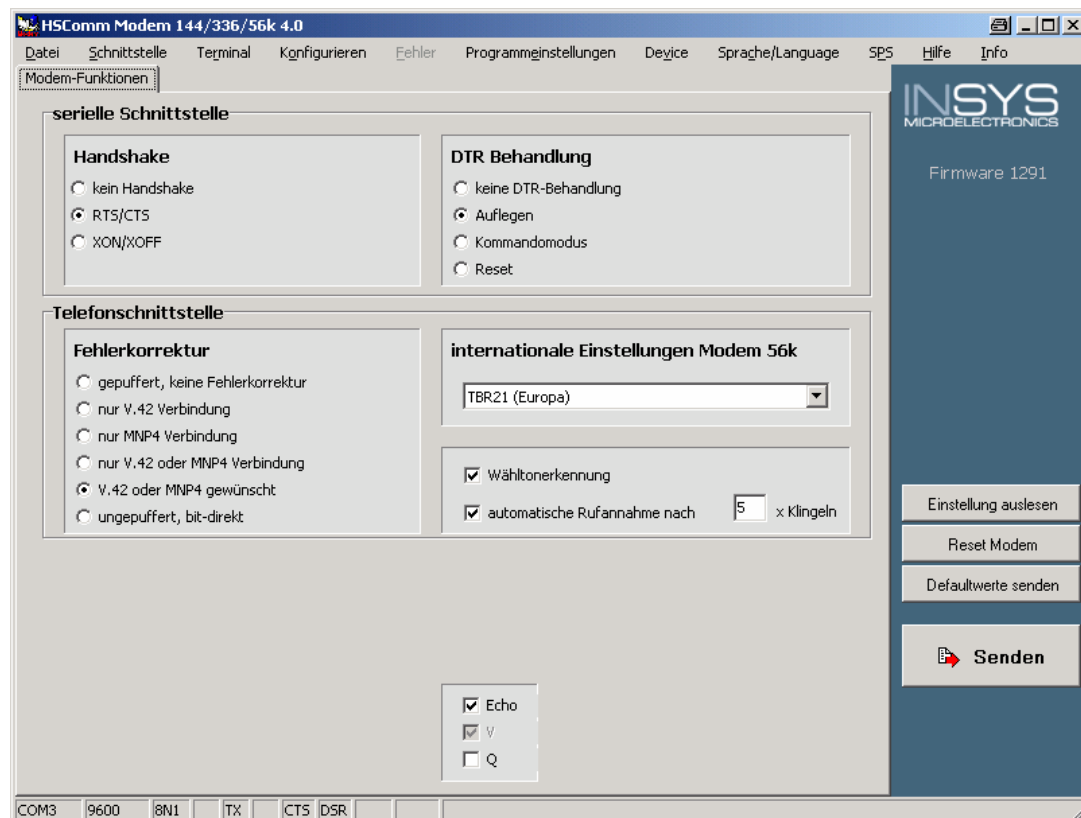 HSComm Modem 144/336/56k 4.0
Datei Schnittstelle Terminal Konfigurieren Fehler Programmeinstellungen Device Sprache/Language SPS Hilfe Info
Modem-Funktionen
INSYS
MICROELECTRONICS
Firmware 1291
serielle Schnittstelle
Handshake
kein Handshake
RTS/CTS
XON/XOFF
DTR Behandlung
keine DTR-Behandlung
Auflegen
Kommandomodus
Reset
Telefonschnittstelle
Fehlerkorrektur
gepuffert, keine Fehlerkorrektur
nur V.42 Verbindung
nur MNP4 Verbindung
nur V.42 oder MNP4 Verbindung
V.42 oder MNP4 gewünscht
ungepuffert, bit-direkt
internationale Einstellungen Modem 56k
TBR21 (Europa)
Wähltonerkennung
automatische Rufannahme nach 5 x Klingeln
Einstellung auslesen
Reset Modem
Defaultwerte senden
Senden
Echo
V
Q
COM3 9600 8N1 TX CTS DSR